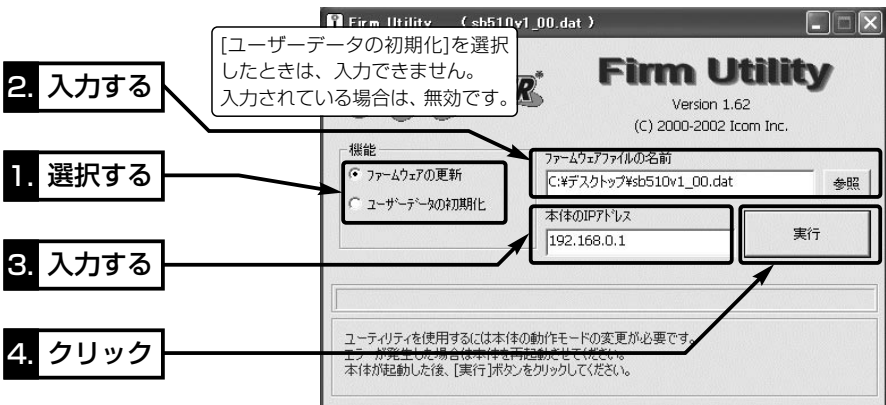 Firm Utility ( sb510v1_00.dat )
[ユーザーデータの初期化]を選択
したときは、入力できません。
入力されている場合は、無効です。
R
Firm Utility
Version 1.62
(C) 2000-2002 Icom Inc.
2. 入力する
1. 選択する
3. 入力する
4. クリック
機能
ファームウェアの更新
ユーザーデータの初期化
ファームウェアファイルの名前
C:¥デスクトップ¥sb510v1_00.dat
参照
本体のIPアドレス
192.168.0.1
実行
ユーティリティを使用するには本体の動作モードの変更が必要です。
エラーが発生した場合は本体を再起動させてください。
本体が起動した後、[実行]ボタンをクリックしてください。